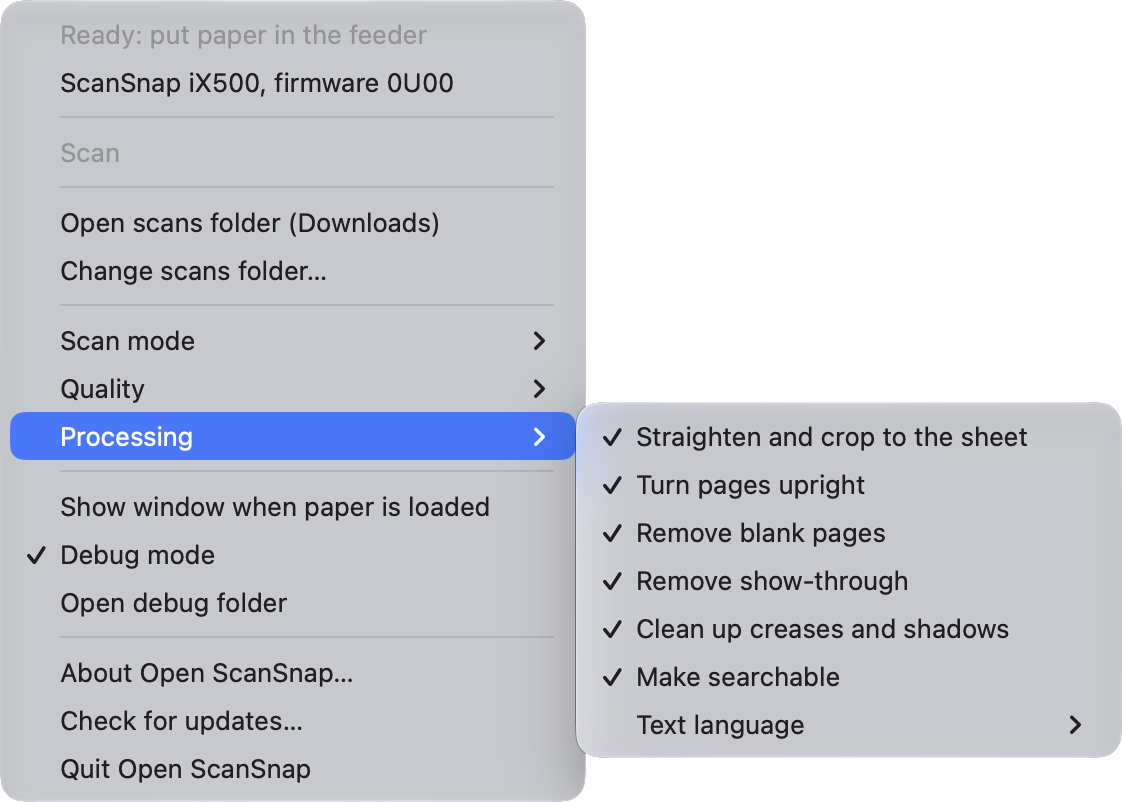 Ready: put paper in the feeder
ScanSnap iX500, firmware 0U00
Scan
Open scans folder (Downloads)
Change scans folder...
Scan mode
Quality
Processing
Show window when paper is loaded
Debug mode
Open debug folder
About Open ScanSnap...
Check for updates...
Quit Open ScanSnap
Straighten and crop to the sheet
Turn pages upright
Remove blank pages
Remove show-through
Clean up creases and shadows
Make searchable
Text language